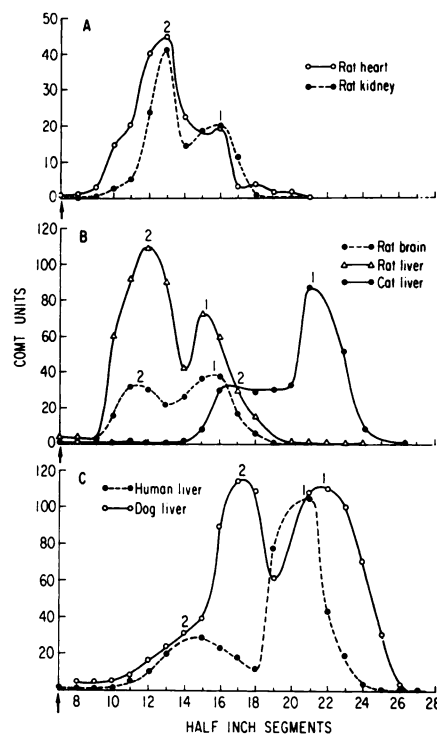 A
50
40
30
20
10
0
2
1
Rat heart
Rat kidney
B
120
100
80
60
40
20
0
2
1
2
1
2
1
Rat brain
Rat liver
Cat liver
COMT UNITS
C
120
100
80
60
40
20
2
2
1
1
Human liver
Dog liver
8 10 12 14 16 18 20 22 24 26 28
HALF INCH SEGMENTS